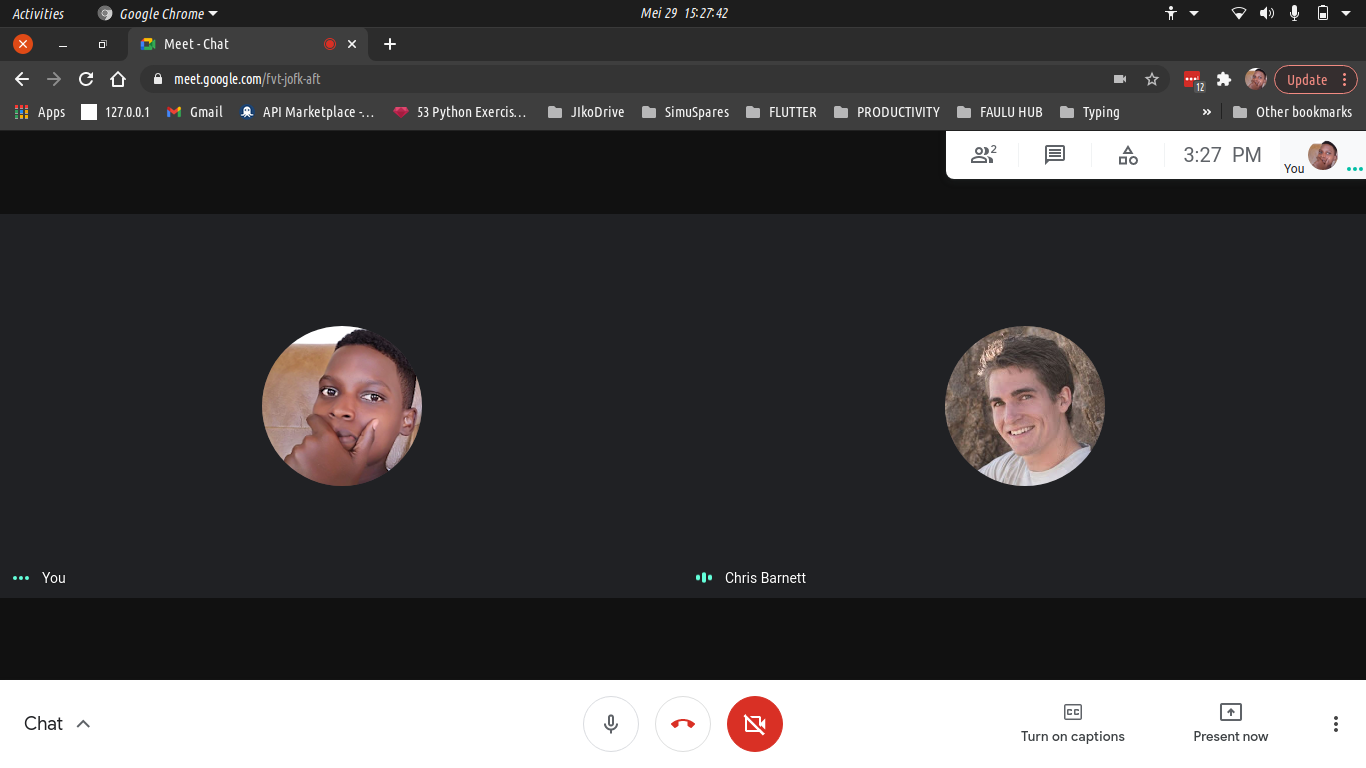 Activities Google Chrome Mei 29 15:27:42
Meet - Chat
meet.google.com/fvt-jofk-aft 12 Update
Apps 127.0.0.1 Gmail API Marketplace -... 53 Python Exercis... JIkoDrive SimuSpares FLUTTER PRODUCTIVITY FAULU HUB Typing » Other bookmarks
2 3:27 PM You
You Chris Barnett
Chat CC Turn on captions Present now